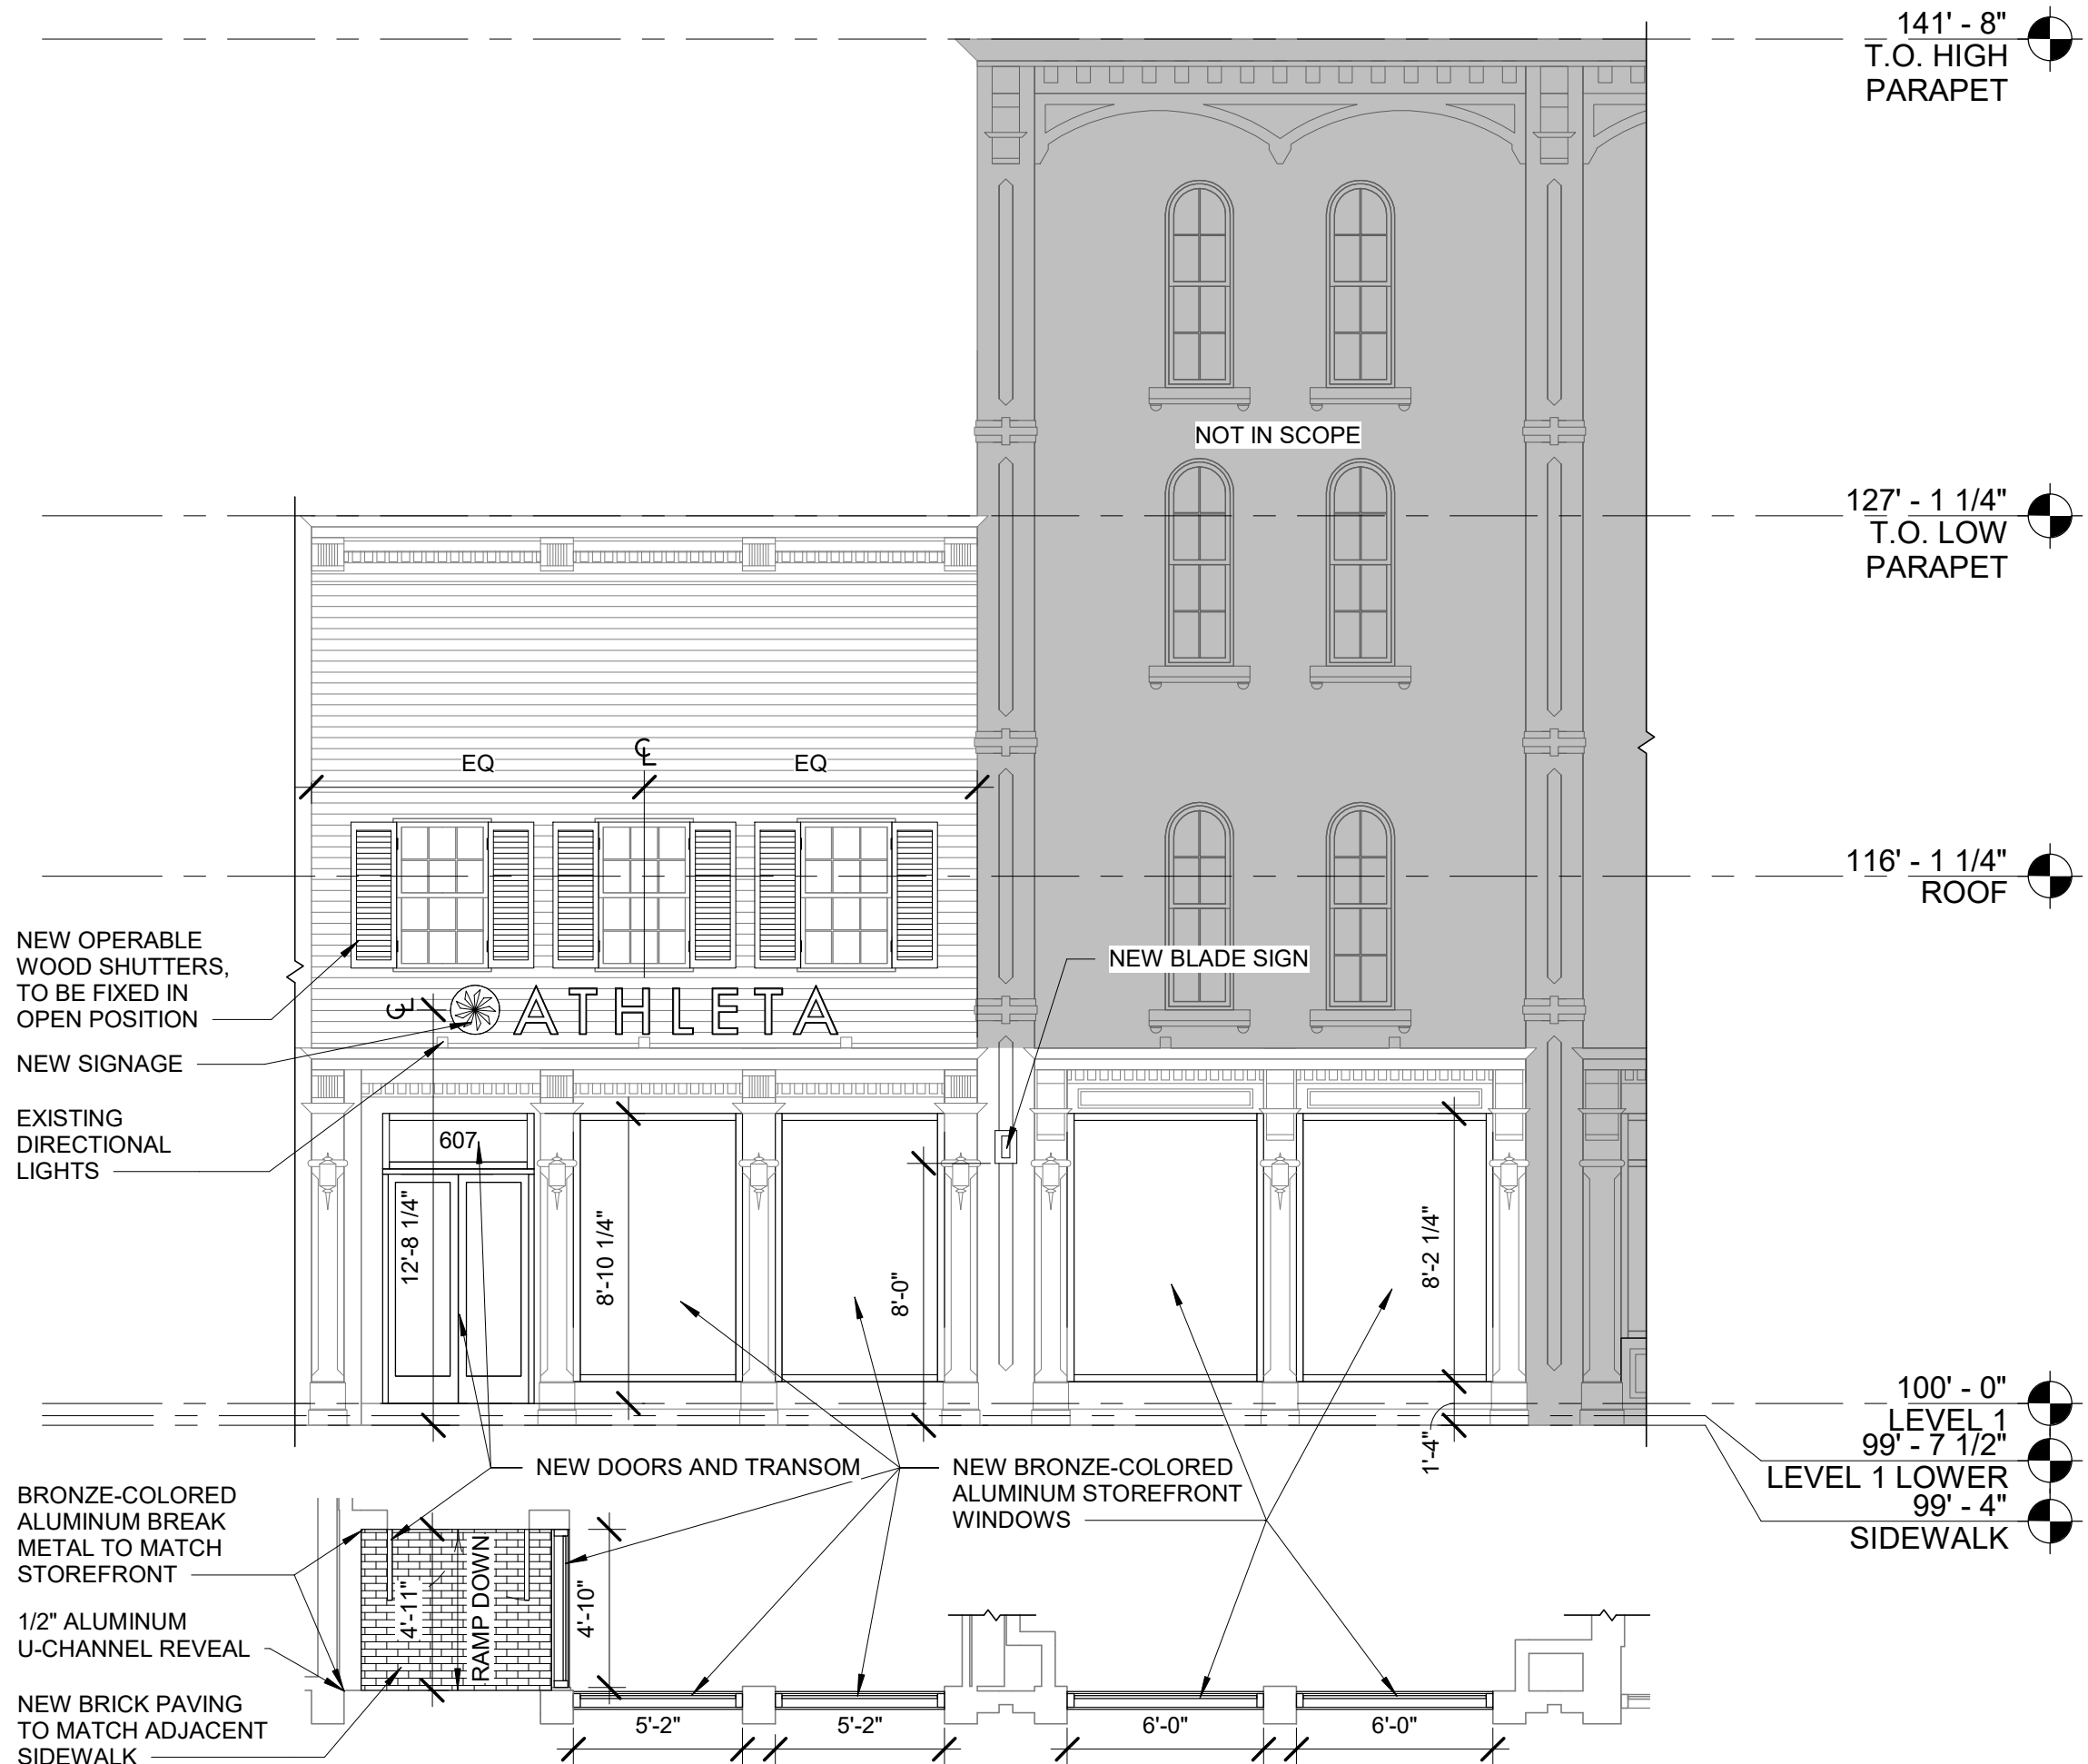 141' - 8"
T.O. HIGH
PARAPET
NOT IN SCOPE
127' - 1 1/4"
T.O. LOW
PARAPET
EQ
CL
EQ
116' - 1 1/4"
ROOF
NEW OPERABLE
WOOD SHUTTERS,
TO BE FIXED IN
OPEN POSITION
NEW BLADE SIGN
CL
ATHLETA
NEW SIGNAGE
EXISTING
DIRECTIONAL
LIGHTS
607
12'-8 1/4"
8'-10 1/4"
8'-0"
8'-2 1/4"
1'-4"
100' - 0"
LEVEL 1
99' - 7 1/2"
LEVEL 1 LOWER
99' - 4"
SIDEWALK
NEW DOORS AND TRANSOM
NEW BRONZE-COLORED
ALUMINUM STOREFRONT
WINDOWS
BRONZE-COLORED
ALUMINUM BREAK
METAL TO MATCH
STOREFRONT
1/2" ALUMINUM
U-CHANNEL REVEAL
NEW BRICK PAVING
TO MATCH ADJACENT
SIDEWALK
4'-11"
RAMP DOWN
4'-10"
5'-2"
5'-2"
6'-0"
6'-0"